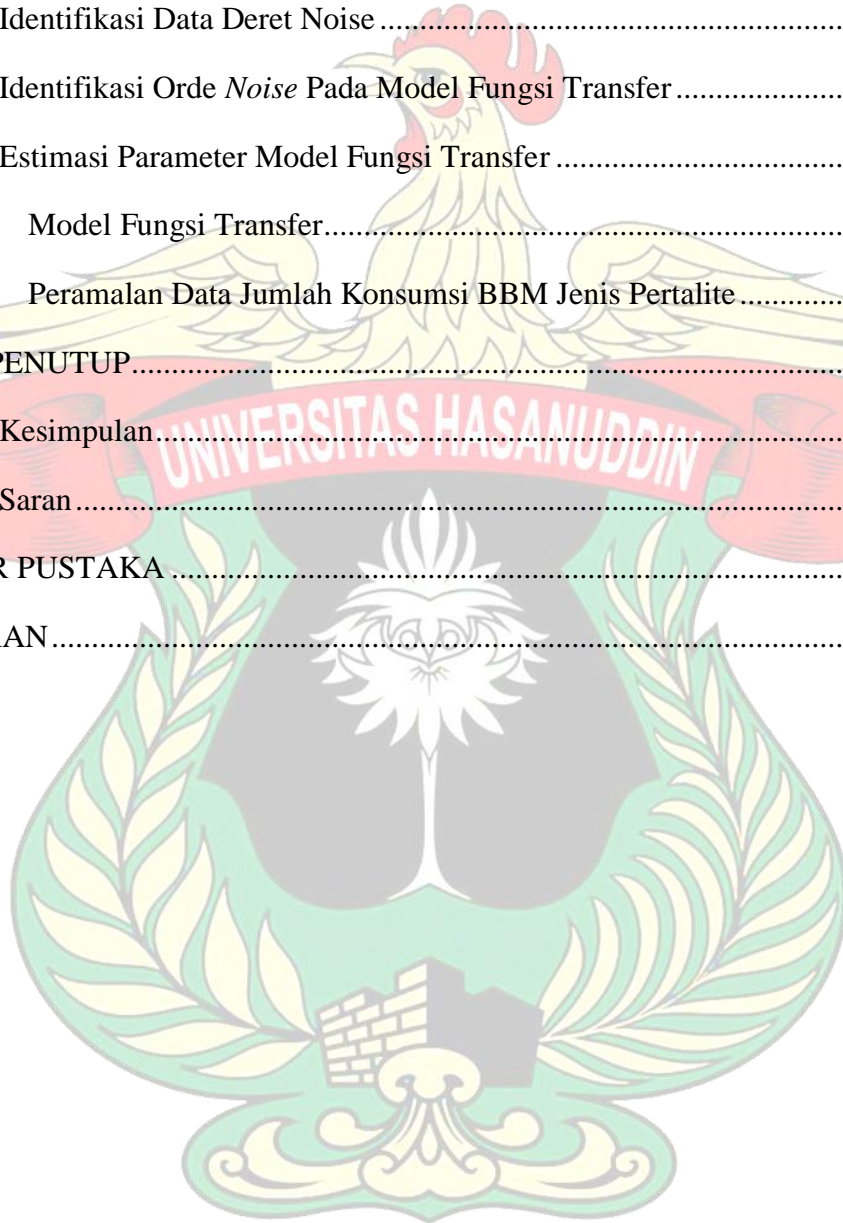 Identifikasi Data Deret Noise ......................................................
Identifikasi Orde Noise Pada Model Fungsi Transfer ....................
Estimasi Parameter Model Fungsi Transfer ...................................
Model Fungsi Transfer...............................................................
Peramalan Data Jumlah Konsumsi BBM Jenis Pertalite.............
PENUTUP.......................................................................................
Kesimpulan....................................................................................
UNIVERSITAS HASANUDDIN
Saran ..............................................................................................
R PUSTAKA ..................................................................................
RAN.................................................................................................